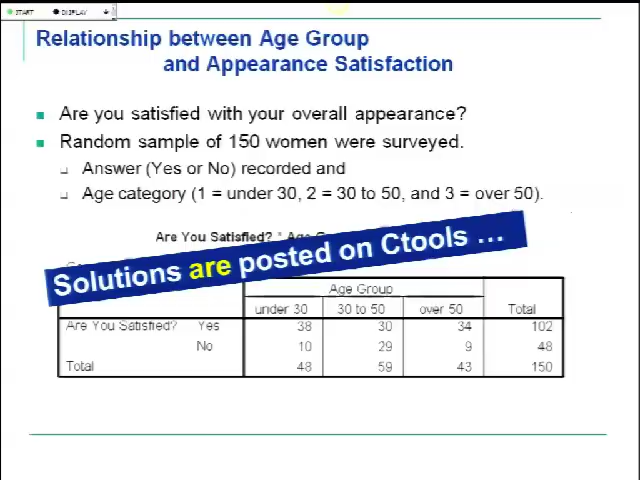 START DISPLAY
Relationship between Age Group
and Appearance Satisfaction
Are you satisfied with your overall appearance?
Random sample of 150 women were surveyed.
Answer (Yes or No) recorded and
Age category (1 = under 30, 2 = 30 to 50, and 3 = over 50).
Are You Satisfied? *
Solutions are posted on Ctools ...
Age Group
under 30 30 to 50 over 50 Total
Are You Satisfied? Yes 38 30 34 102
No 10 29 9 48
Total 48 59 43 150